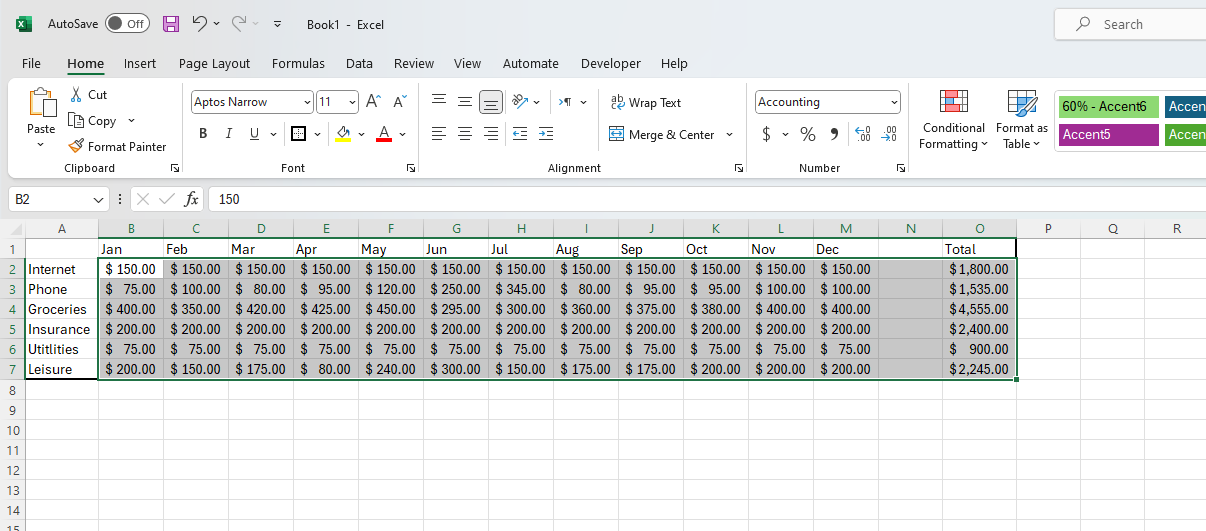 AutoSave Off Book1 - Excel Search
File Home Insert Page Layout Formulas Data Review View Automate Developer Help
Paste Cut Copy Format Painter Clipboard
Aptos Narrow 11 B I U A Font
ab Wrap Text Merge & Center Alignment
Accounting $ % 9 .00 Number
Conditional Formatting Format as Table
60% - Accent6 Accen
Accent5 Accen
B2 fx 150
A B C D E F G H I J K L M N O P Q R
1 Jan Feb Mar Apr May Jun Jul Aug Sep Oct Nov Dec Total
2 Internet $ 150.00 $ 150.00 $ 150.00 $ 150.00 $ 150.00 $ 150.00 $ 150.00 $ 150.00 $ 150.00 $ 150.00 $ 150.00 $ 150.00 $ 1,800.00
3 Phone $ 75.00 $ 100.00 $ 80.00 $ 95.00 $ 120.00 $ 250.00 $ 345.00 $ 80.00 $ 95.00 $ 95.00 $ 100.00 $ 100.00 $ 1,535.00
4 Groceries $ 400.00 $ 350.00 $ 420.00 $ 425.00 $ 450.00 $ 295.00 $ 300.00 $ 360.00 $ 375.00 $ 380.00 $ 400.00 $ 400.00 $ 4,555.00
5 Insurance $ 200.00 $ 200.00 $ 200.00 $ 200.00 $ 200.00 $ 200.00 $ 200.00 $ 200.00 $ 200.00 $ 200.00 $ 200.00 $ 200.00 $ 2,400.00
6 Utitlities $ 75.00 $ 75.00 $ 75.00 $ 75.00 $ 75.00 $ 75.00 $ 75.00 $ 75.00 $ 75.00 $ 75.00 $ 75.00 $ 75.00 $ 900.00
7 Leisure $ 200.00 $ 150.00 $ 175.00 $ 80.00 $ 240.00 $ 300.00 $ 150.00 $ 175.00 $ 175.00 $ 200.00 $ 200.00 $ 200.00 $ 2,245.00
8
9
10
11
12
13
14
15